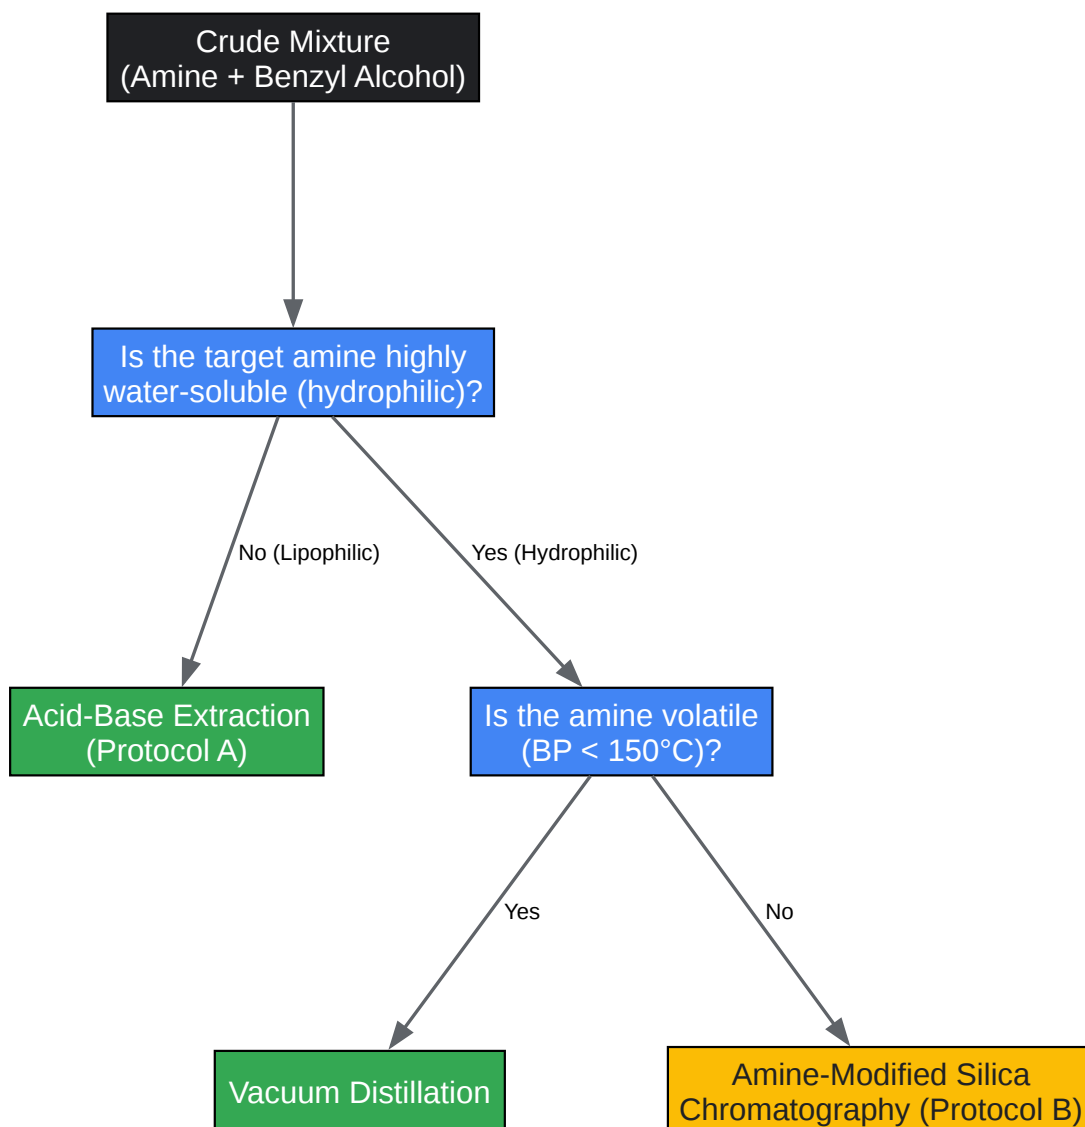 Crude Mixture
(Amine + Benzyl Alcohol)
Is the target amine highly
water-soluble (hydrophilic)?
No (Lipophilic)
Yes (Hydrophilic)
Acid-Base Extraction
(Protocol A)
Is the amine volatile
(BP < 150°C)?
Yes
No
Vacuum Distillation
Amine-Modified Silica
Chromatography (Protocol B)